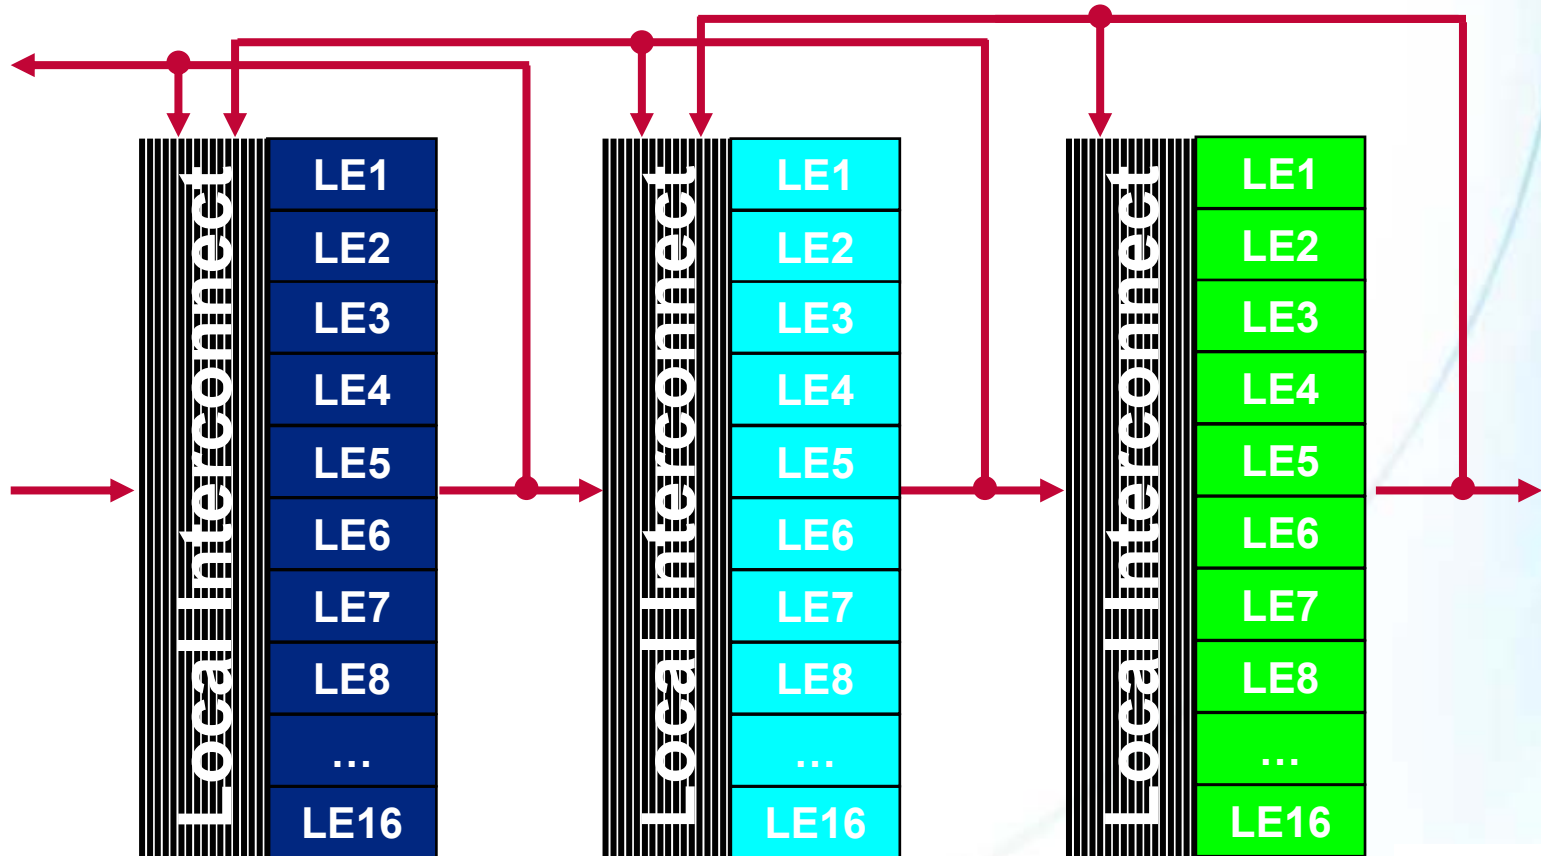 Local Interconnect
LE1
LE2
LE3
LE4
LE5
LE6
LE7
LE8
...
LE16
Local Interconnect
LE1
LE2
LE3
LE4
LE5
LE6
LE7
LE8
...
LE16
Local Interconnect
LE1
LE2
LE3
LE4
LE5
LE6
LE7
LE8
...
LE16